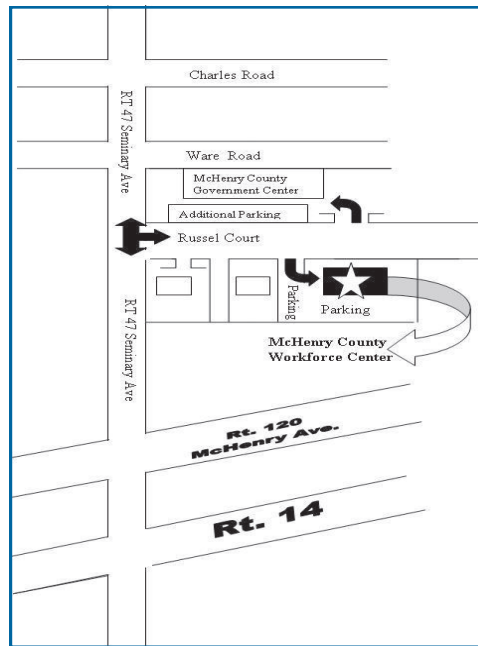 Charles Road
RT 47 Seminary Ave
Ware Road
McHenry County
Government Center
Additional Parking
Russel Court
Parking
Parking
RT 47 Seminary Ave
McHenry County
Workforce Center
Rt. 120
McHenry Ave.
Rt. 14